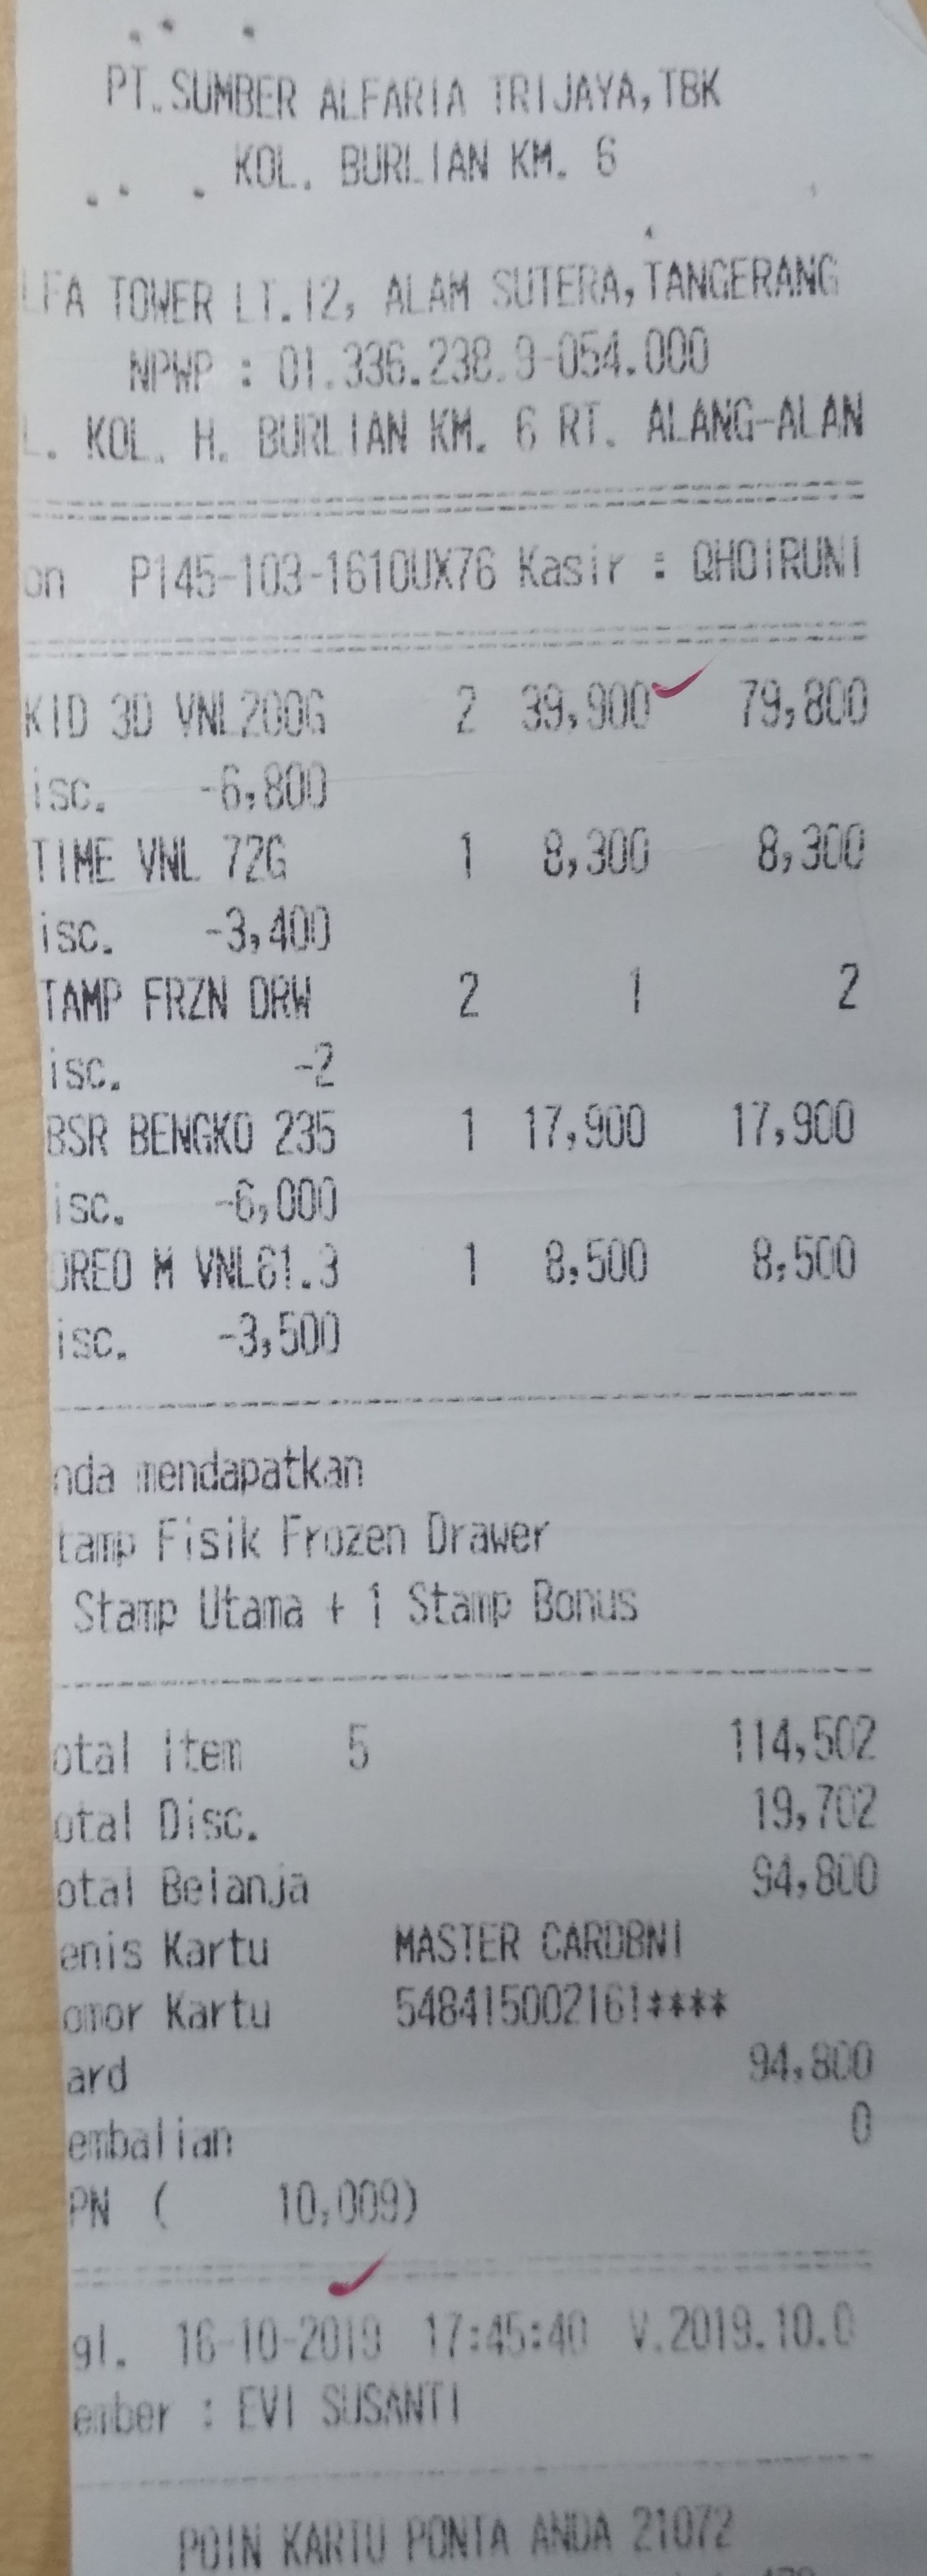 PT.SUMBER ALFARIA TRIJAYA,TBK
KOL. BURLIAN KM. 6
LFA TOWER LT.12, ALAM SUTERA,TANGERANG
NPWP : 01.336.238.9-054.000
L. KOL. H. BURLIAN KM. 6 RT. ALANG-ALAN
on P145-103-1610UX76 Kasir : QHOIRUNI
KID 3D VNL200G 2 39,900 79,800
isc. -6,800
TIME VNL 72G 1 8,300 8,300
isc. -3,400
TAMP FRZN DRW 2 1 2
isc. -2
BSR BENGKO 235 1 17,900 17,900
isc. -6,000
OREO M VNL61.3 1 8,500 8,500
isc. -3,500
nda mendapatkan
tamp Fisik Frozen Drawer
Stamp Utama + 1 Stamp Bonus
otal Item 5 114,502
otal Disc. 19,702
otal Belanja 94,800
enis Kartu MASTER CARDBNI
omor Kartu 548415002161****
ard 94,800
embalian 0
PN ( 10,009)
gl. 16-10-2019 17:45:40 V.2019.10.0
ember : EVI SUSANTI
POIN KARTU PONTA ANDA 21072